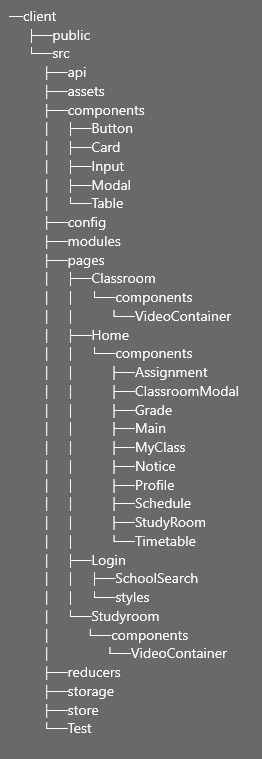 ─client
├──public
└──src
├──api
├──assets
├──components
│ ├──Button
│ ├──Card
│ ├──Input
│ ├──Modal
│ └──Table
├──config
├──modules
├──pages
│ ├──Classroom
│ │ └──components
│ │ └──VideoContainer
│ ├──Home
│ │ └──components
│ │ ├──Assignment
│ │ ├──ClassroomModal
│ │ ├──Grade
│ │ ├──Main
│ │ ├──MyClass
│ │ ├──Notice
│ │ ├──Profile
│ │ ├──Schedule
│ │ ├──StudyRoom
│ │ └──Timetable
│ ├──Login
│ │ ├──SchoolSearch
│ │ └──styles
│ └──Studyroom
│ └──components
│ └──VideoContainer
├──reducers
├──storage
├──store
└──Test